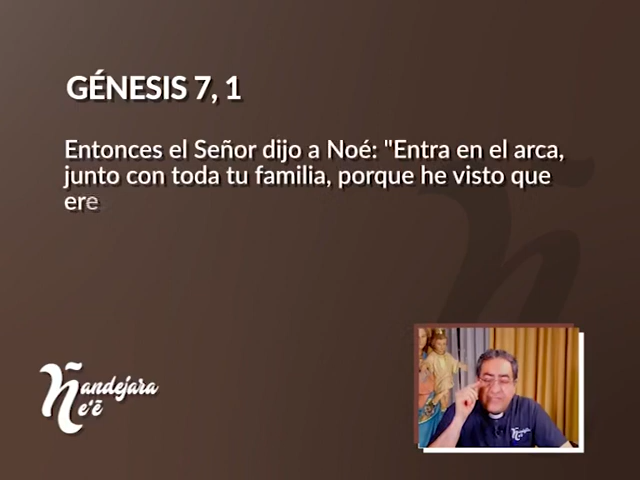 GÉNESIS 7, 1
Entonces el Señor dijo a Noé: "Entra en el arca,
junto con toda tu familia, porque he visto que
ere
Ñandejara
Ñe'ẽ